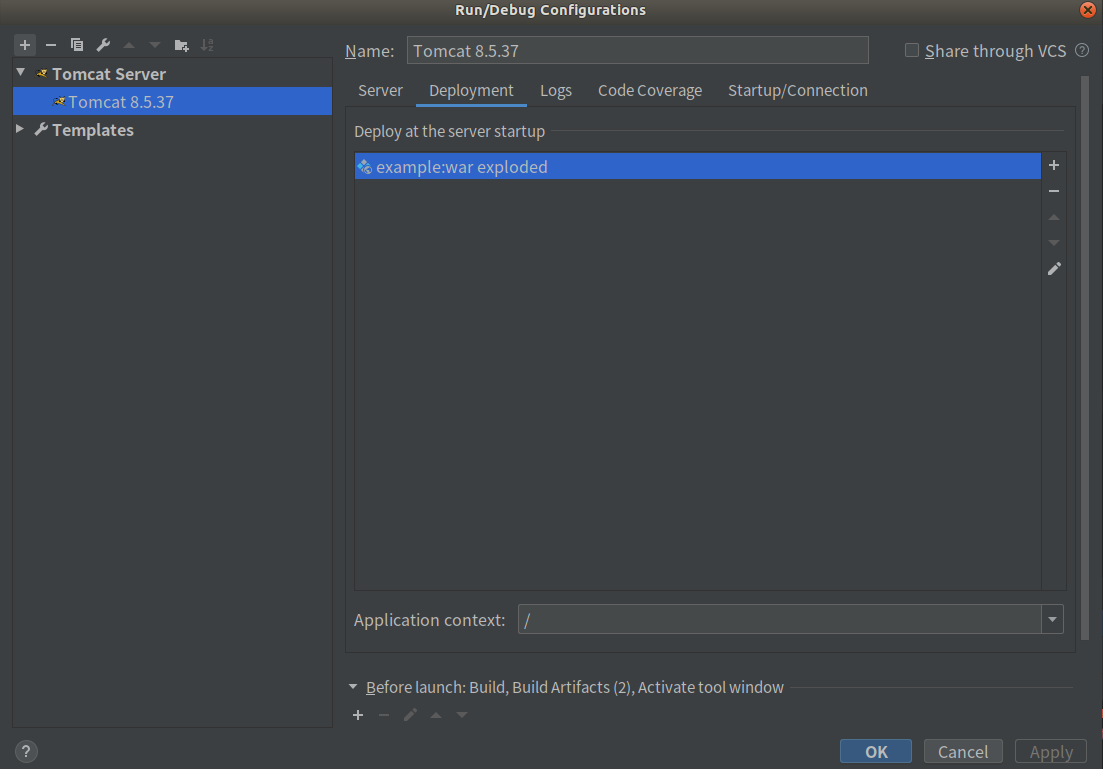 Run/Debug Configurations
Name: Tomcat 8.5.37
Share through VCS ?
Tomcat Server
Tomcat 8.5.37
Templates
Server Deployment Logs Code Coverage Startup/Connection
Deploy at the server startup
example:war exploded
Application context: /
Before launch: Build, Build Artifacts (2), Activate tool window
? OK Cancel Apply